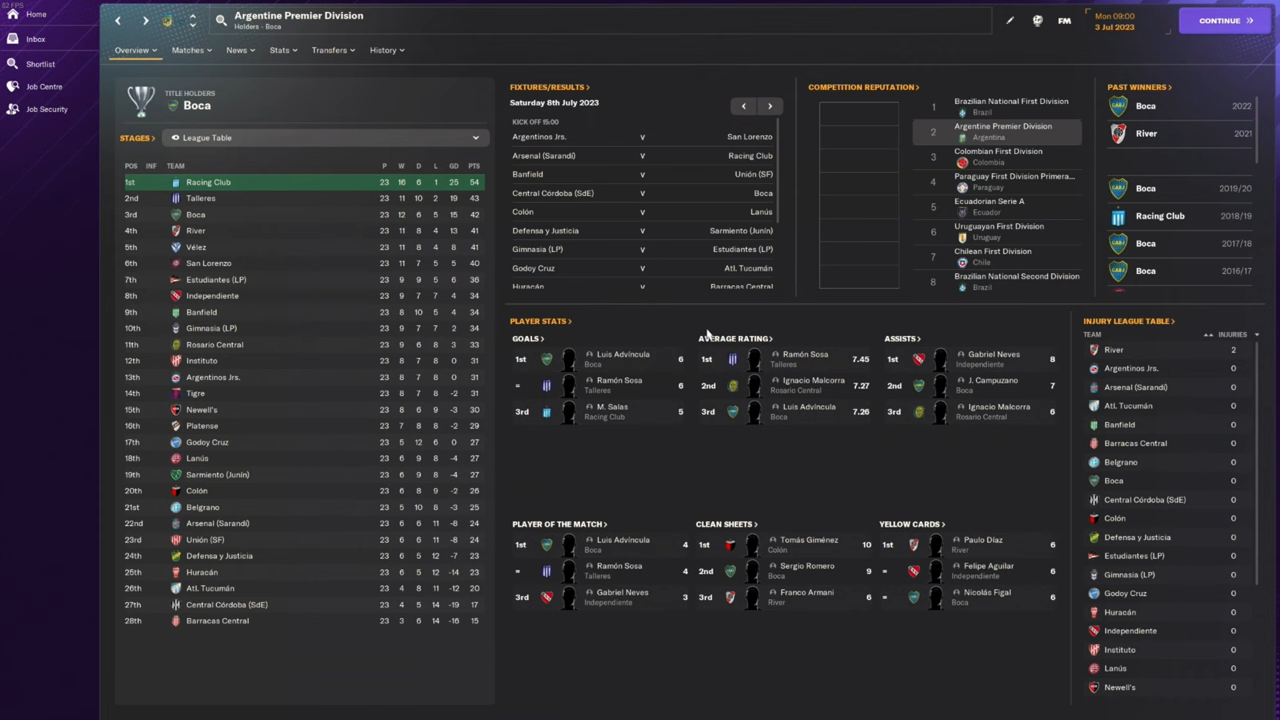 82 FPS
Home
Inbox
Shortlist
Job Centre
Job Security
Argentine Premier Division
Holders - Boca
FM
Mon 09:00
3 Jul 2023
CONTINUE
Overview
Matches
News
Stats
Transfers
History
TITLE HOLDERS
Boca
STAGES >
League Table
POS INF TEAM P W D L GD PTS
1st Racing Club 23 16 6 1 25 54
2nd Talleres 23 11 10 2 19 43
3rd Boca 23 12 6 5 15 42
4th River 23 11 8 4 13 41
5th Vélez 23 11 8 4 8 41
6th San Lorenzo 23 11 7 5 5 40
7th Estudiantes (LP) 23 9 9 5 6 36
8th Independiente 23 9 7 7 4 34
9th Banfield 23 8 10 5 4 34
10th Gimnasia (LP) 23 9 7 7 2 34
11th Rosario Central 23 9 6 8 3 33
12th Instituto 23 8 7 8 0 31
13th Argentinos Jrs. 23 8 7 8 0 31
14th Tigre 23 8 7 8 -2 31
15th Newell's 23 8 6 9 -3 30
16th Platense 23 7 8 8 -2 29
17th Godoy Cruz 23 5 12 6 0 27
18th Lanús 23 6 9 8 -4 27
19th Sarmiento (Junín) 23 6 9 8 -4 27
20th Colón 23 6 8 9 -2 26
21st Belgrano 23 5 10 8 -3 25
22nd Arsenal (Sarandí) 23 6 6 11 -8 24
23rd Unión (SF) 23 6 6 11 -8 24
24th Defensa y Justicia 23 6 5 12 -7 23
25th Huracán 23 6 5 12 -14 23
26th Atl. Tucumán 23 4 8 11 -12 20
27th Central Córdoba (SdE) 23 4 5 14 -19 17
28th Barracas Central 23 3 6 14 -16 15
FIXTURES/RESULTS >
Saturday 8th July 2023
KICK OFF 15:00
Argentinos Jrs. v San Lorenzo
Arsenal (Sarandí) v Racing Club
Banfield v Unión (SF)
Central Córdoba (SdE) v Boca
Colón v Lanús
Defensa y Justicia v Sarmiento (Junín)
Gimnasia (LP) v Estudiantes (LP)
Godoy Cruz v Atl. Tucumán
Huracán v Barracas Central
COMPETITION REPUTATION >
1 Brazilian National First Division
Brazil
2 Argentine Premier Division
Argentina
3 Colombian First Division
Colombia
4 Paraguay First Division Primera...
Paraguay
5 Ecuadorian Serie A
Ecuador
6 Uruguayan First Division
Uruguay
7 Chilean First Division
Chile
8 Brazilian National Second Division
Brazil
PAST WINNERS >
Boca 2022
River 2021
Boca 2019/20
Racing Club 2018/19
Boca 2017/18
Boca 2016/17
PLAYER STATS >
GOALS >
1st Luis Advíncula 6
Boca
= Ramón Sosa 6
Talleres
3rd M. Salas 5
Racing Club
AVERAGE RATING >
1st Ramón Sosa 7.45
Talleres
2nd Ignacio Malcorra 7.27
Rosario Central
3rd Luis Advíncula 7.26
Boca
ASSISTS >
1st Gabriel Neves 8
Independiente
2nd J. Campuzano 7
Boca
3rd Ignacio Malcorra 6
Rosario Central
PLAYER OF THE MATCH >
1st Luis Advíncula 4
Boca
= Ramón Sosa 4
Talleres
3rd Gabriel Neves 3
Independiente
CLEAN SHEETS >
1st Tomás Giménez 10
Colón
2nd Sergio Romero 9
Boca
3rd Franco Armani 6
River
YELLOW CARDS >
1st Paulo Díaz 6
River
= Felipe Aguilar 6
Independiente
= Nicolás Figal 6
Boca
INJURY LEAGUE TABLE >
TEAM INJURIES
River 2
Argentinos Jrs. 0
Arsenal (Sarandí) 0
Atl. Tucumán 0
Banfield 0
Barracas Central 0
Belgrano 0
Boca 0
Central Córdoba (SdE) 0
Colón 0
Defensa y Justicia 0
Estudiantes (LP) 0
Gimnasia (LP) 0
Godoy Cruz 0
Huracán 0
Independiente 0
Instituto 0
Lanús 0
Newell's 0